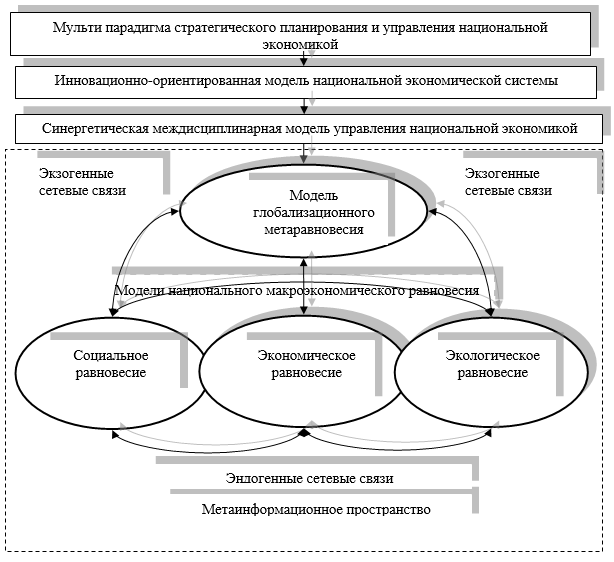 Мульти парадигма стратегического планирования и управления национальной
экономикой
Инновационно-ориентированная модель национальной экономической системы
Синергетическая междисциплинарная модель управления национальной экономикой
Экзогенные
сетевые связи
Экзогенные
сетевые связи
Модель
глобализационного
метаравновесия
Модели национального макроэкономического равновесия
Социальное
равновесие
Экономическое
равновесие
Экологическое
равновесие
Эндогенные сетевые связи
Метаинформационное пространство